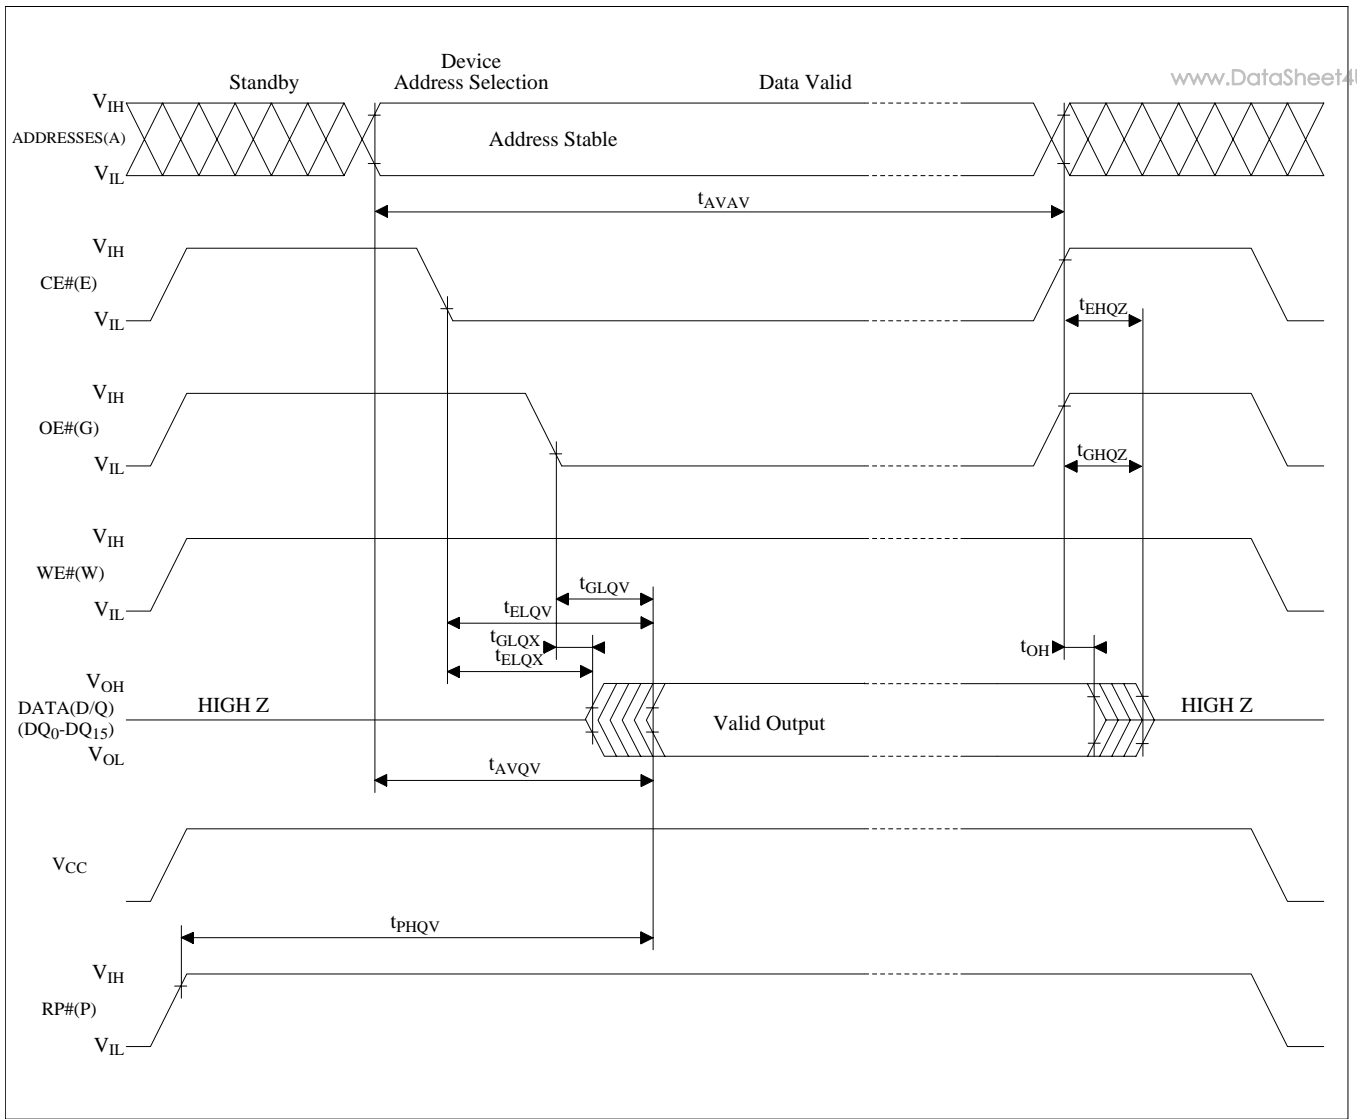 www.DataSheet4U
Device
Standby Address Selection Data Valid
VIH
ADDRESSES(A)
Address Stable
VIL
tAVAV
VIH
CE#(E)
tEHQZ
VIL
VIH
OE#(G)
tGHQZ
VIL
VIH
WE#(W)
tGLQV
VIL
tELQV
tGLQX
tOH
tELQX
VOH
DATA(D/Q)
HIGH Z
HIGH Z
(DQ0-DQ15)
Valid Output
VOL
tAVQV
VCC
tPHQV
VIH
RP#(P)
VIL